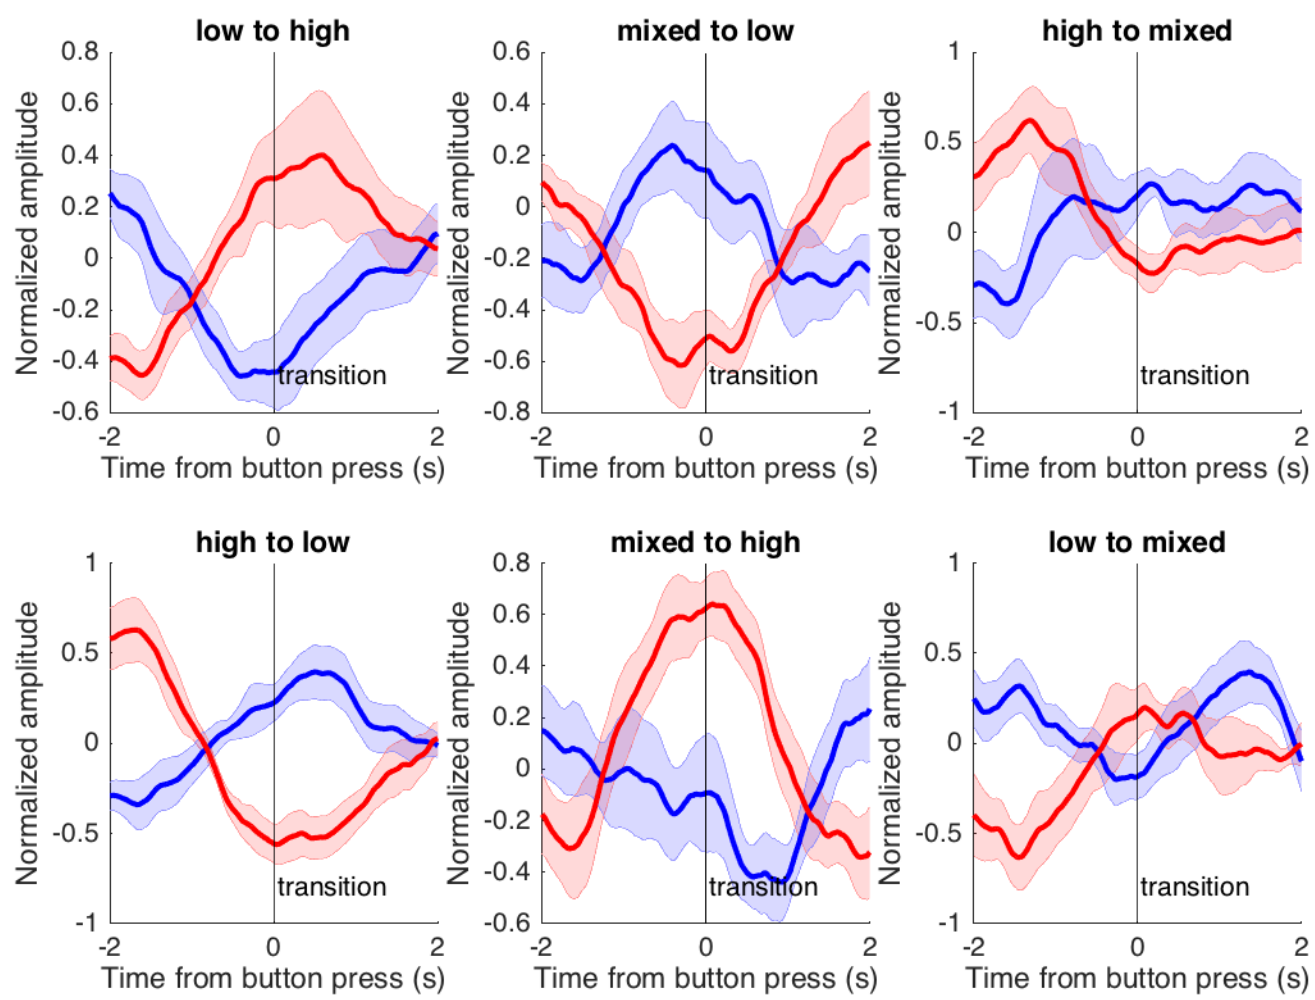 low to high
mixed to low
high to mixed
0.8
0.6
0.4
0.2
0
-0.2
-0.4
-0.6
Normalized amplitude
transition
-2
0
2
Time from button press (s)
0.6
0.4
0.2
0
-0.2
-0.4
-0.6
-0.8
Normalized amplitude
transition
-2
0
2
Time from button press (s)
1
0.5
0
-0.5
-1
Normalized amplitude
transition
-2
0
2
Time from button press (s)
high to low
mixed to high
low to mixed
1
0.5
0
-0.5
-1
Normalized amplitude
transition
-2
0
2
Time from button press (s)
0.8
0.6
0.4
0.2
0
-0.2
-0.4
-0.6
Normalized amplitude
transition
-2
0
2
Time from button press (s)
1
0.5
0
-0.5
-1
Normalized amplitude
transition
-2
0
2
Time from button press (s)